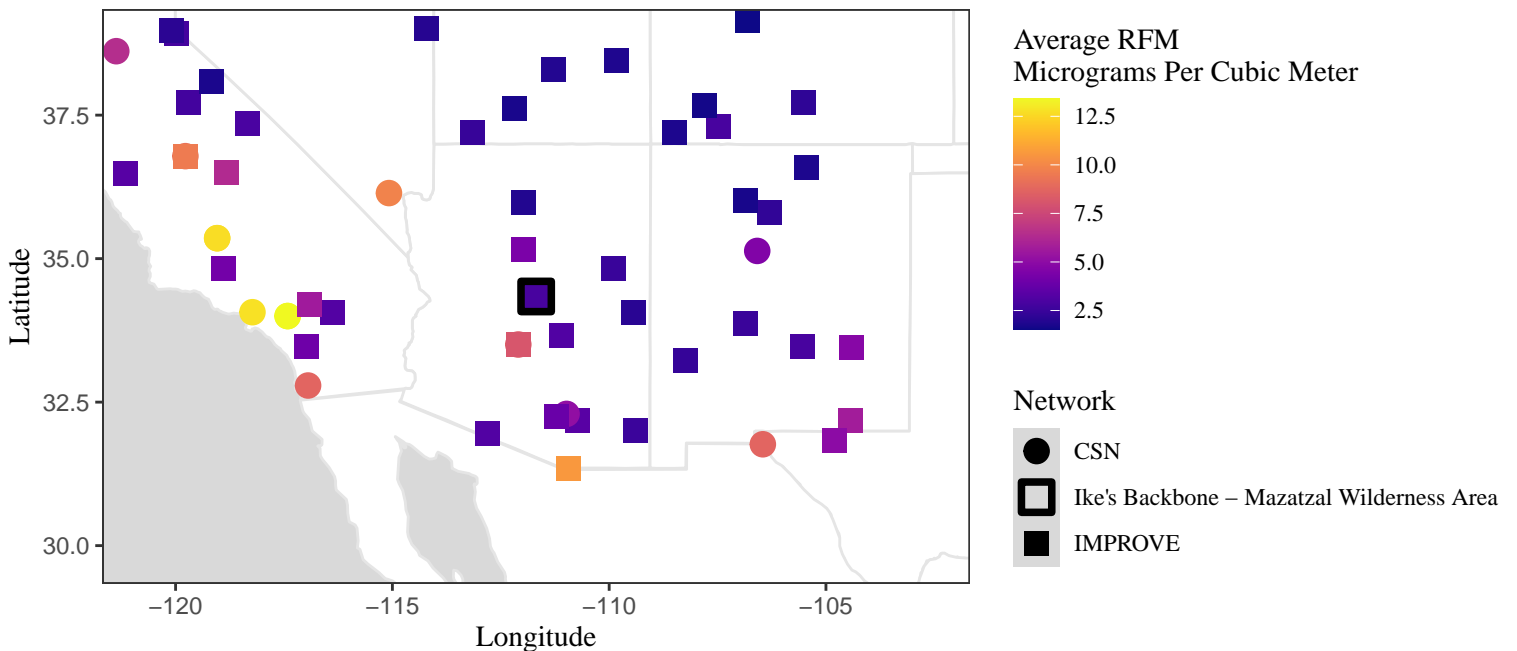 37.5
35.0
32.5
30.0
Latitude
−120
−115
−110
−105
Longitude
Average RFM
Micrograms Per Cubic Meter
12.5
10.0
7.5
5.0
2.5
Network
CSN
Ike's Backbone − Mazatzal Wilderness Area
IMPROVE